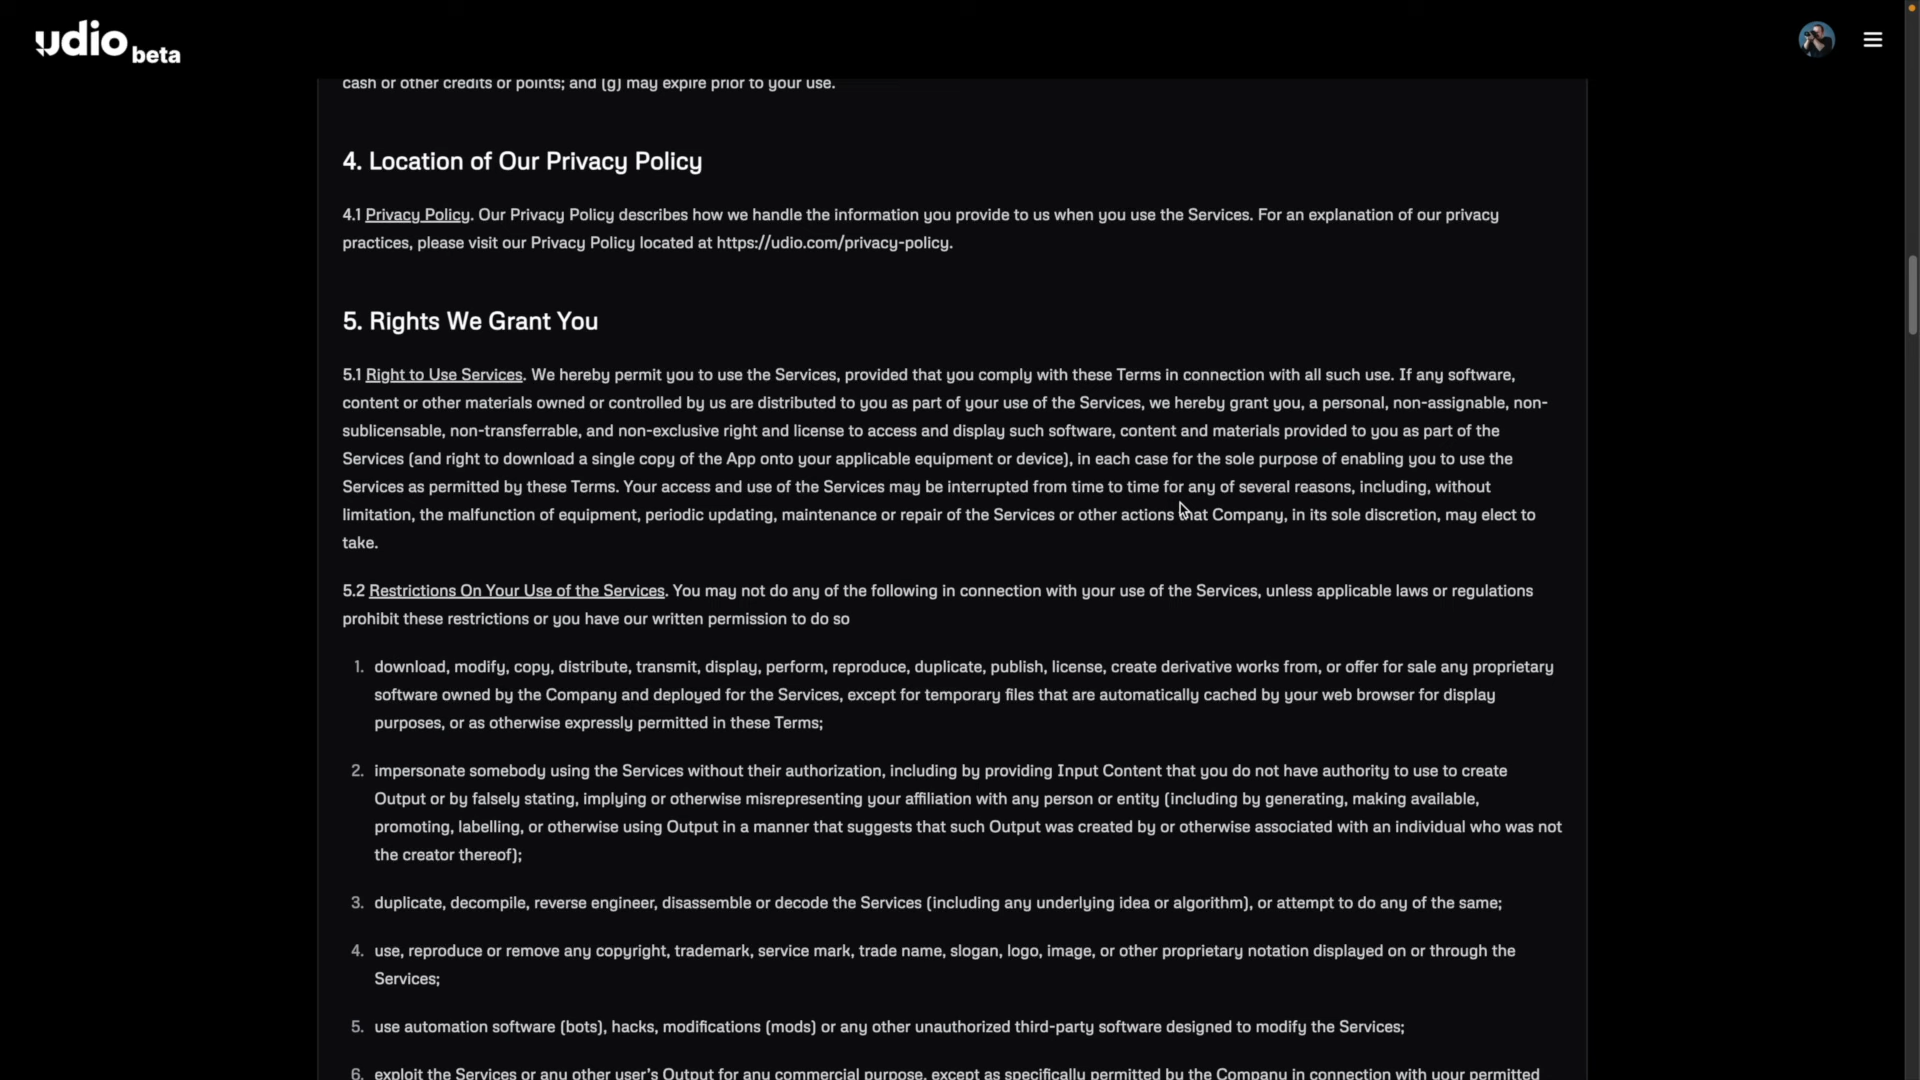 udio beta
cash or other credits or points; and (g) may expire prior to your use.
4. Location of Our Privacy Policy
4.1 Privacy Policy. Our Privacy Policy describes how we handle the information you provide to us when you use the Services. For an explanation of our privacy
practices, please visit our Privacy Policy located at https://udio.com/privacy-policy.
5. Rights We Grant You
5.1 Right to Use Services. We hereby permit you to use the Services, provided that you comply with these Terms in connection with all such use. If any software,
content or other materials owned or controlled by us are distributed to you as part of your use of the Services, we hereby grant you, a personal, non-assignable, non-
sublicensable, non-transferrable, and non-exclusive right and license to access and display such software, content and materials provided to you as part of the
Services (and right to download a single copy of the App onto your applicable equipment or device), in each case for the sole purpose of enabling you to use the
Services as permitted by these Terms. Your access and use of the Services may be interrupted from time to time for any of several reasons, including, without
limitation, the malfunction of equipment, periodic updating, maintenance or repair of the Services or other actions that Company, in its sole discretion, may elect to
take.
5.2 Restrictions On Your Use of the Services. You may not do any of the following in connection with your use of the Services, unless applicable laws or regulations
prohibit these restrictions or you have our written permission to do so
1. download, modify, copy, distribute, transmit, display, perform, reproduce, duplicate, publish, license, create derivative works from, or offer for sale any proprietary
software owned by the Company and deployed for the Services, except for temporary files that are automatically cached by your web browser for display
purposes, or as otherwise expressly permitted in these Terms;
2. impersonate somebody using the Services without their authorization, including by providing Input Content that you do not have authority to use to create
Output or by falsely stating, implying or otherwise misrepresenting your affiliation with any person or entity (including by generating, making available,
promoting, labelling, or otherwise using Output in a manner that suggests that such Output was created by or otherwise associated with an individual who was not
the creator thereof);
3. duplicate, decompile, reverse engineer, disassemble or decode the Services (including any underlying idea or algorithm), or attempt to do any of the same;
4. use, reproduce or remove any copyright, trademark, service mark, trade name, slogan, logo, image, or other proprietary notation displayed on or through the
Services;
5. use automation software (bots), hacks, modifications (mods) or any other unauthorized third-party software designed to modify the Services;
6. exploit the Services or any other user's Output for any commercial purpose, except as specifically permitted by the Company in connection with your permitted